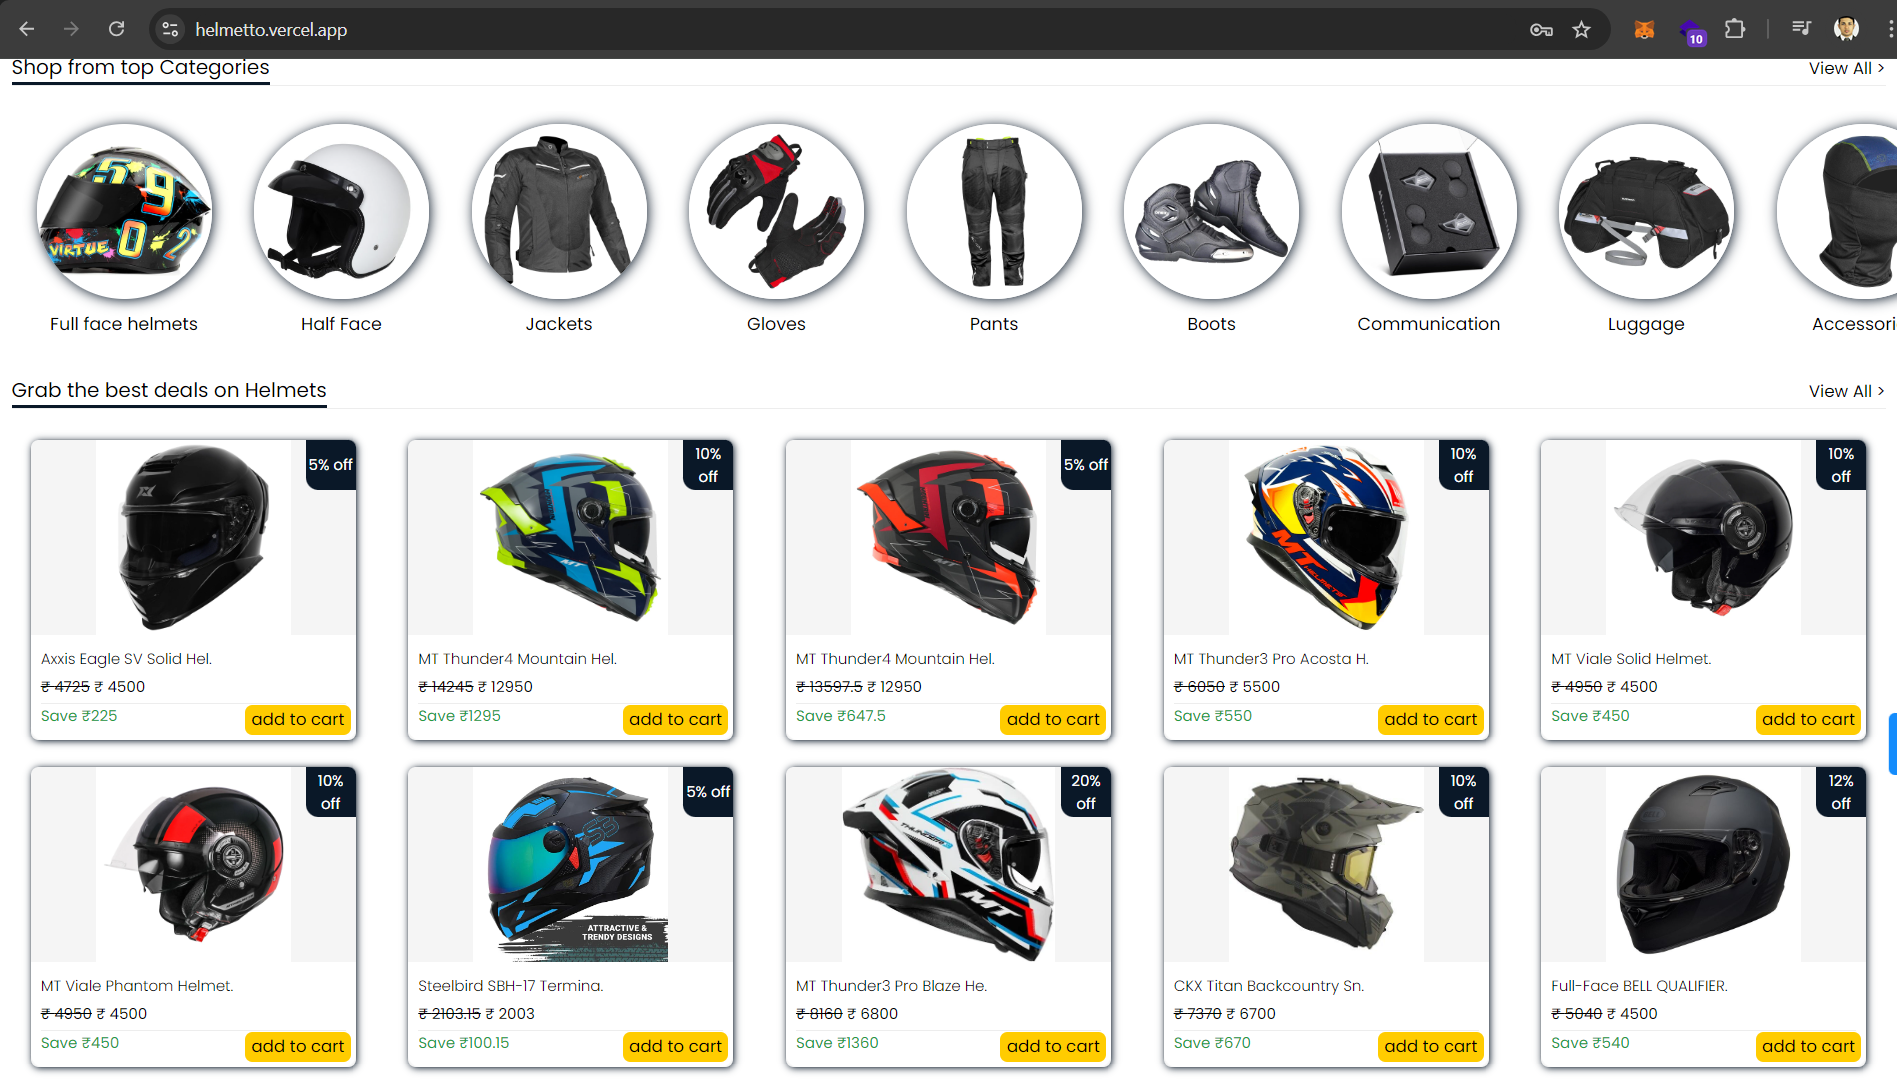 helmetto.vercel.app
10
Shop from top Categories
View All >
VIRTUE
Full face helmets
Half Face
Jackets
Gloves
Pants
Boots
Communication
Luggage
Accessori
Grab the best deals on Helmets
View All >
5% off
10%
off
5% off
10%
off
10%
off
MT
MT
MT
Axxis Eagle SV Solid Hel.
MT Thunder4 Mountain Hel.
MT Thunder4 Mountain Hel.
MT Thunder3 Pro Acosta H.
MT Viale Solid Helmet.
₹ 4725 ₹ 4500
₹ 14245 ₹ 12950
₹ 13597.5 ₹ 12950
₹ 6050 ₹ 5500
₹ 4950 ₹ 4500
Save ₹225
add to cart
Save ₹1295
add to cart
Save ₹647.5
add to cart
Save ₹550
add to cart
Save ₹450
add to cart
10%
off
5% off
20%
off
10%
off
12%
off
ATTRACTIVE &
TRENDY DESIGNS
MT
MT Viale Phantom Helmet.
Steelbird SBH-17 Termina.
MT Thunder3 Pro Blaze He.
CKX Titan Backcountry Sn.
Full-Face BELL QUALIFIER.
₹ 4950 ₹ 4500
₹ 2103.15 ₹ 2003
₹ 8160 ₹ 6800
₹ 7370 ₹ 6700
₹ 5040 ₹ 4500
Save ₹450
add to cart
Save ₹100.15
add to cart
Save ₹1360
add to cart
Save ₹670
add to cart
Save ₹540
add to cart